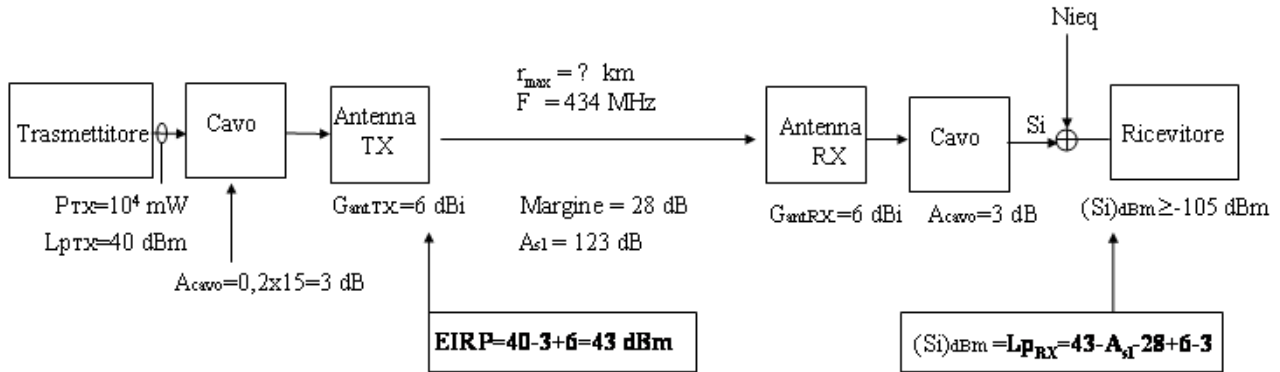 Nieq
r_max = ? km
F = 434 MHz
Trasmettitore
Cavo
Antenna
TX
Antenna
RX
Cavo
Si
Ricevitore
PTX=10⁴ mW
LpTX=40 dBm
GantTX=6 dBi
Margine = 28 dB
As1 = 123 dB
GantRX=6 dBi
Acavo=3 dB
(Si)dBm≥-105 dBm
Acavo=0,2x15=3 dB
EIRP=40-3+6=43 dBm
(Si)dBm =LpRX=43-Asl-28+6-3